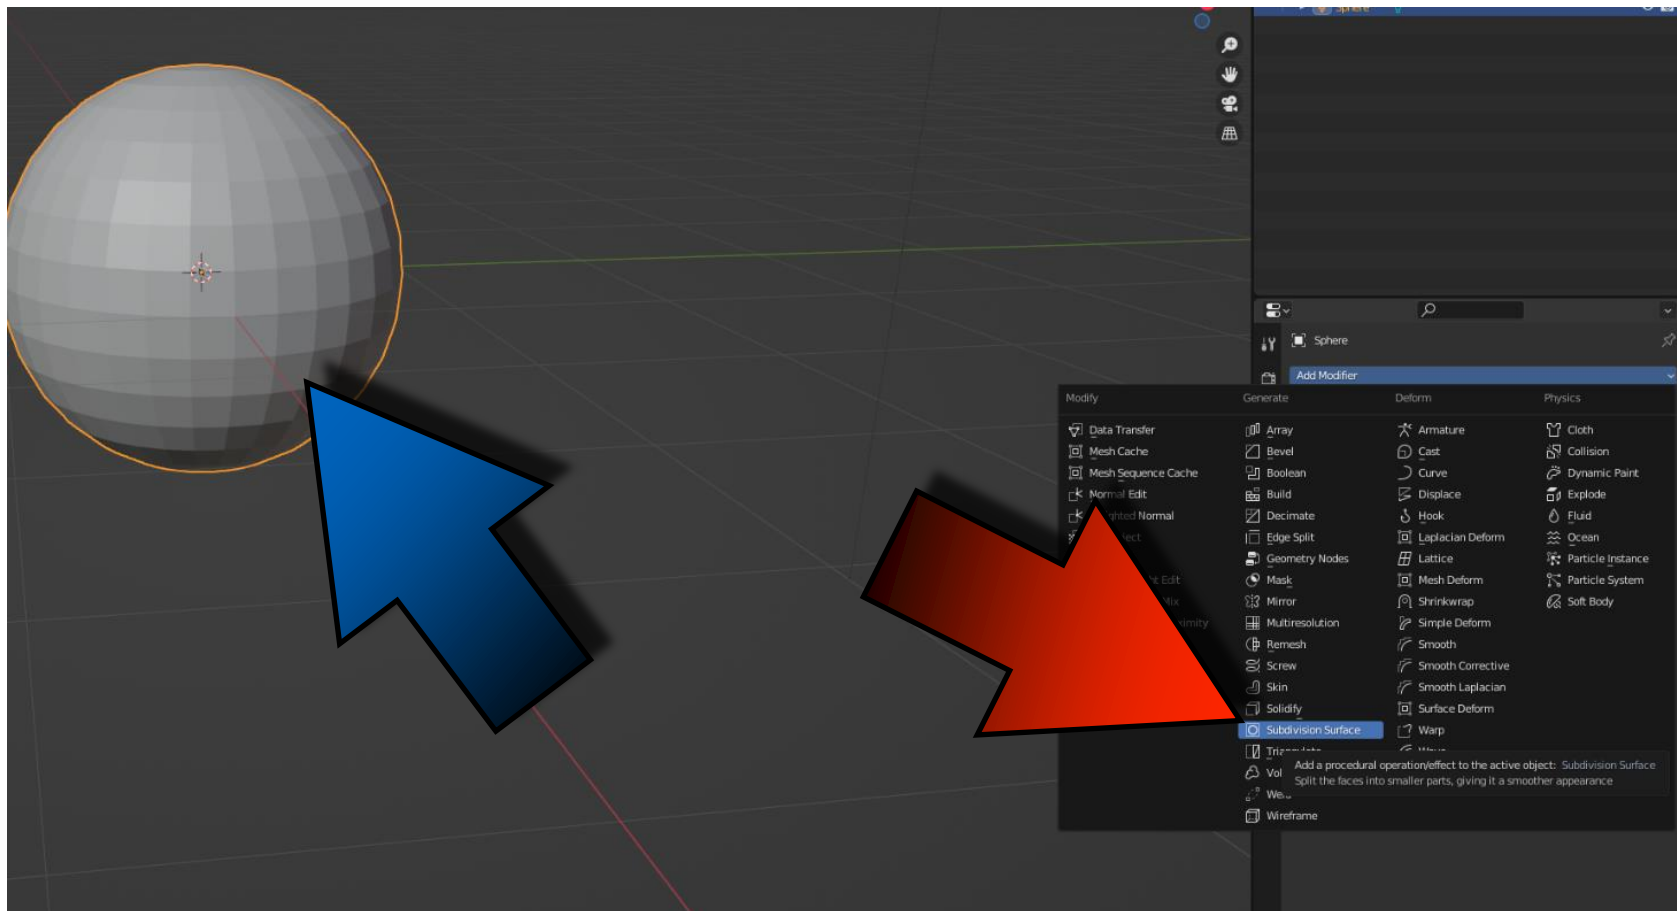 Sphere
Sphere
Add Modifier
Modify
Data Transfer
Mesh Cache
Mesh Sequence Cache
Normal Edit
Normal
Edit
Mix
Generate
Array
Bevel
Boolean
Build
Decimate
Edge Split
Geometry Nodes
Mask
Mirror
Multiresolution
Remesh
Screw
Skin
Solidify
Subdivision Surface
Wireframe
Deform
Armature
Cast
Curve
Displace
Hook
Laplacian Deform
Lattice
Mesh Deform
Shrinkwrap
Simple Deform
Smooth
Smooth Corrective
Smooth Laplacian
Surface Deform
Warp
Physics
Cloth
Collision
Dynamic Paint
Explode
Fluid
Ocean
Particle Instance
Particle System
Soft Body
Add a procedural operation/effect to the active object: Subdivision Surface
Split the faces into smaller parts, giving it a smoother appearance